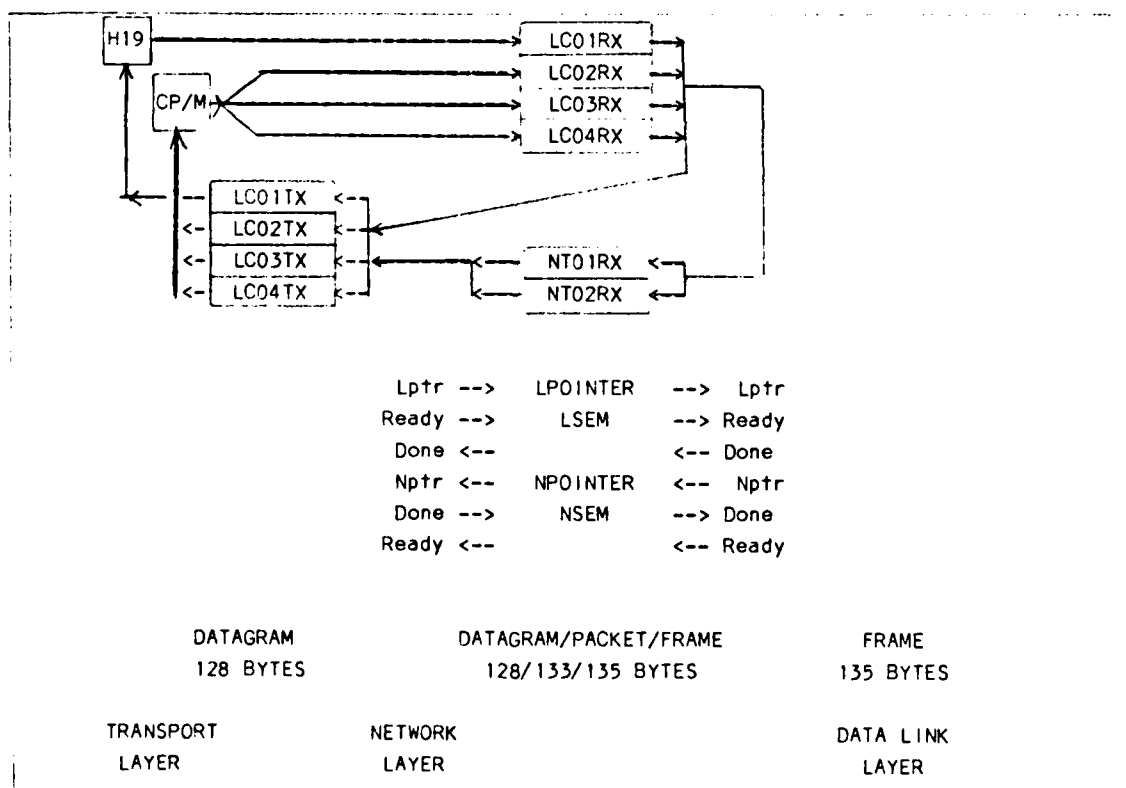 H19
LC01RX
LC02RX
CP/M
LC03RX
LC04RX
LC01TX
LC02TX
LC03TX
NT01RX
LC04TX
NT02RX
Lptr --> LPOINTER --> Lptr
Ready --> LSEM --> Ready
Done <-- <-- Done
Nptr <-- NPOINTER <-- Nptr
Done --> NSEM --> Done
Ready <-- <-- Ready
DATAGRAM DATAGRAM/PACKET/FRAME FRAME
128 BYTES 128/133/135 BYTES 135 BYTES
TRANSPORT NETWORK DATA LINK
LAYER LAYER LAYER